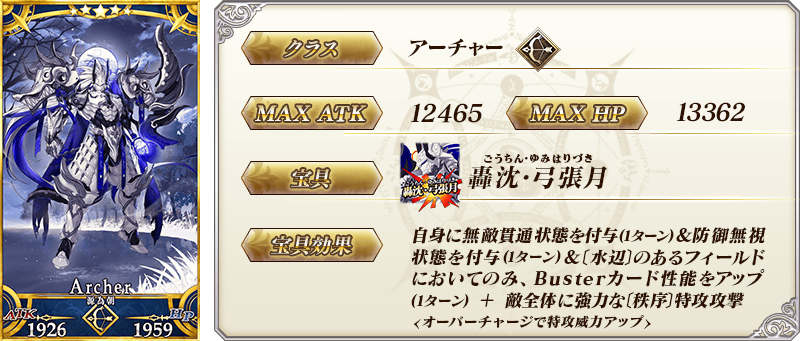 Archer
源為朝
ATK
HP
1926
1959
クラス
アーチャー
MAX ATK
12465
MAX HP
13362
宝具
轟沈・弓張月
こうちん・ゆみはりづき
轟沈・弓張月
宝具効果
自身に無敵貫通状態を付与(1ターン)&防御無視
状態を付与(1ターン)&〔水辺〕のあるフィールド
においてのみ、Busterカード性能をアップ
(1ターン) + 敵全体に強力な〔秩序〕特攻攻撃
<オーバーチャージで特攻威力アップ>